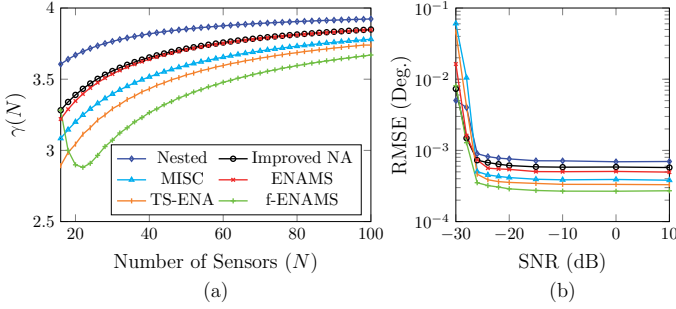 4
3.5
3
2.5
γ(N)
Nested
Improved NA
MISC
ENAMS
TS-ENA
f-ENAMS
20 40 60 80 100
Number of Sensors (N)
(a)
10⁻¹
10⁻²
10⁻³
10⁻⁴
RMSE (Deg.)
−30 −20 −10 0 10
SNR (dB)
(b)